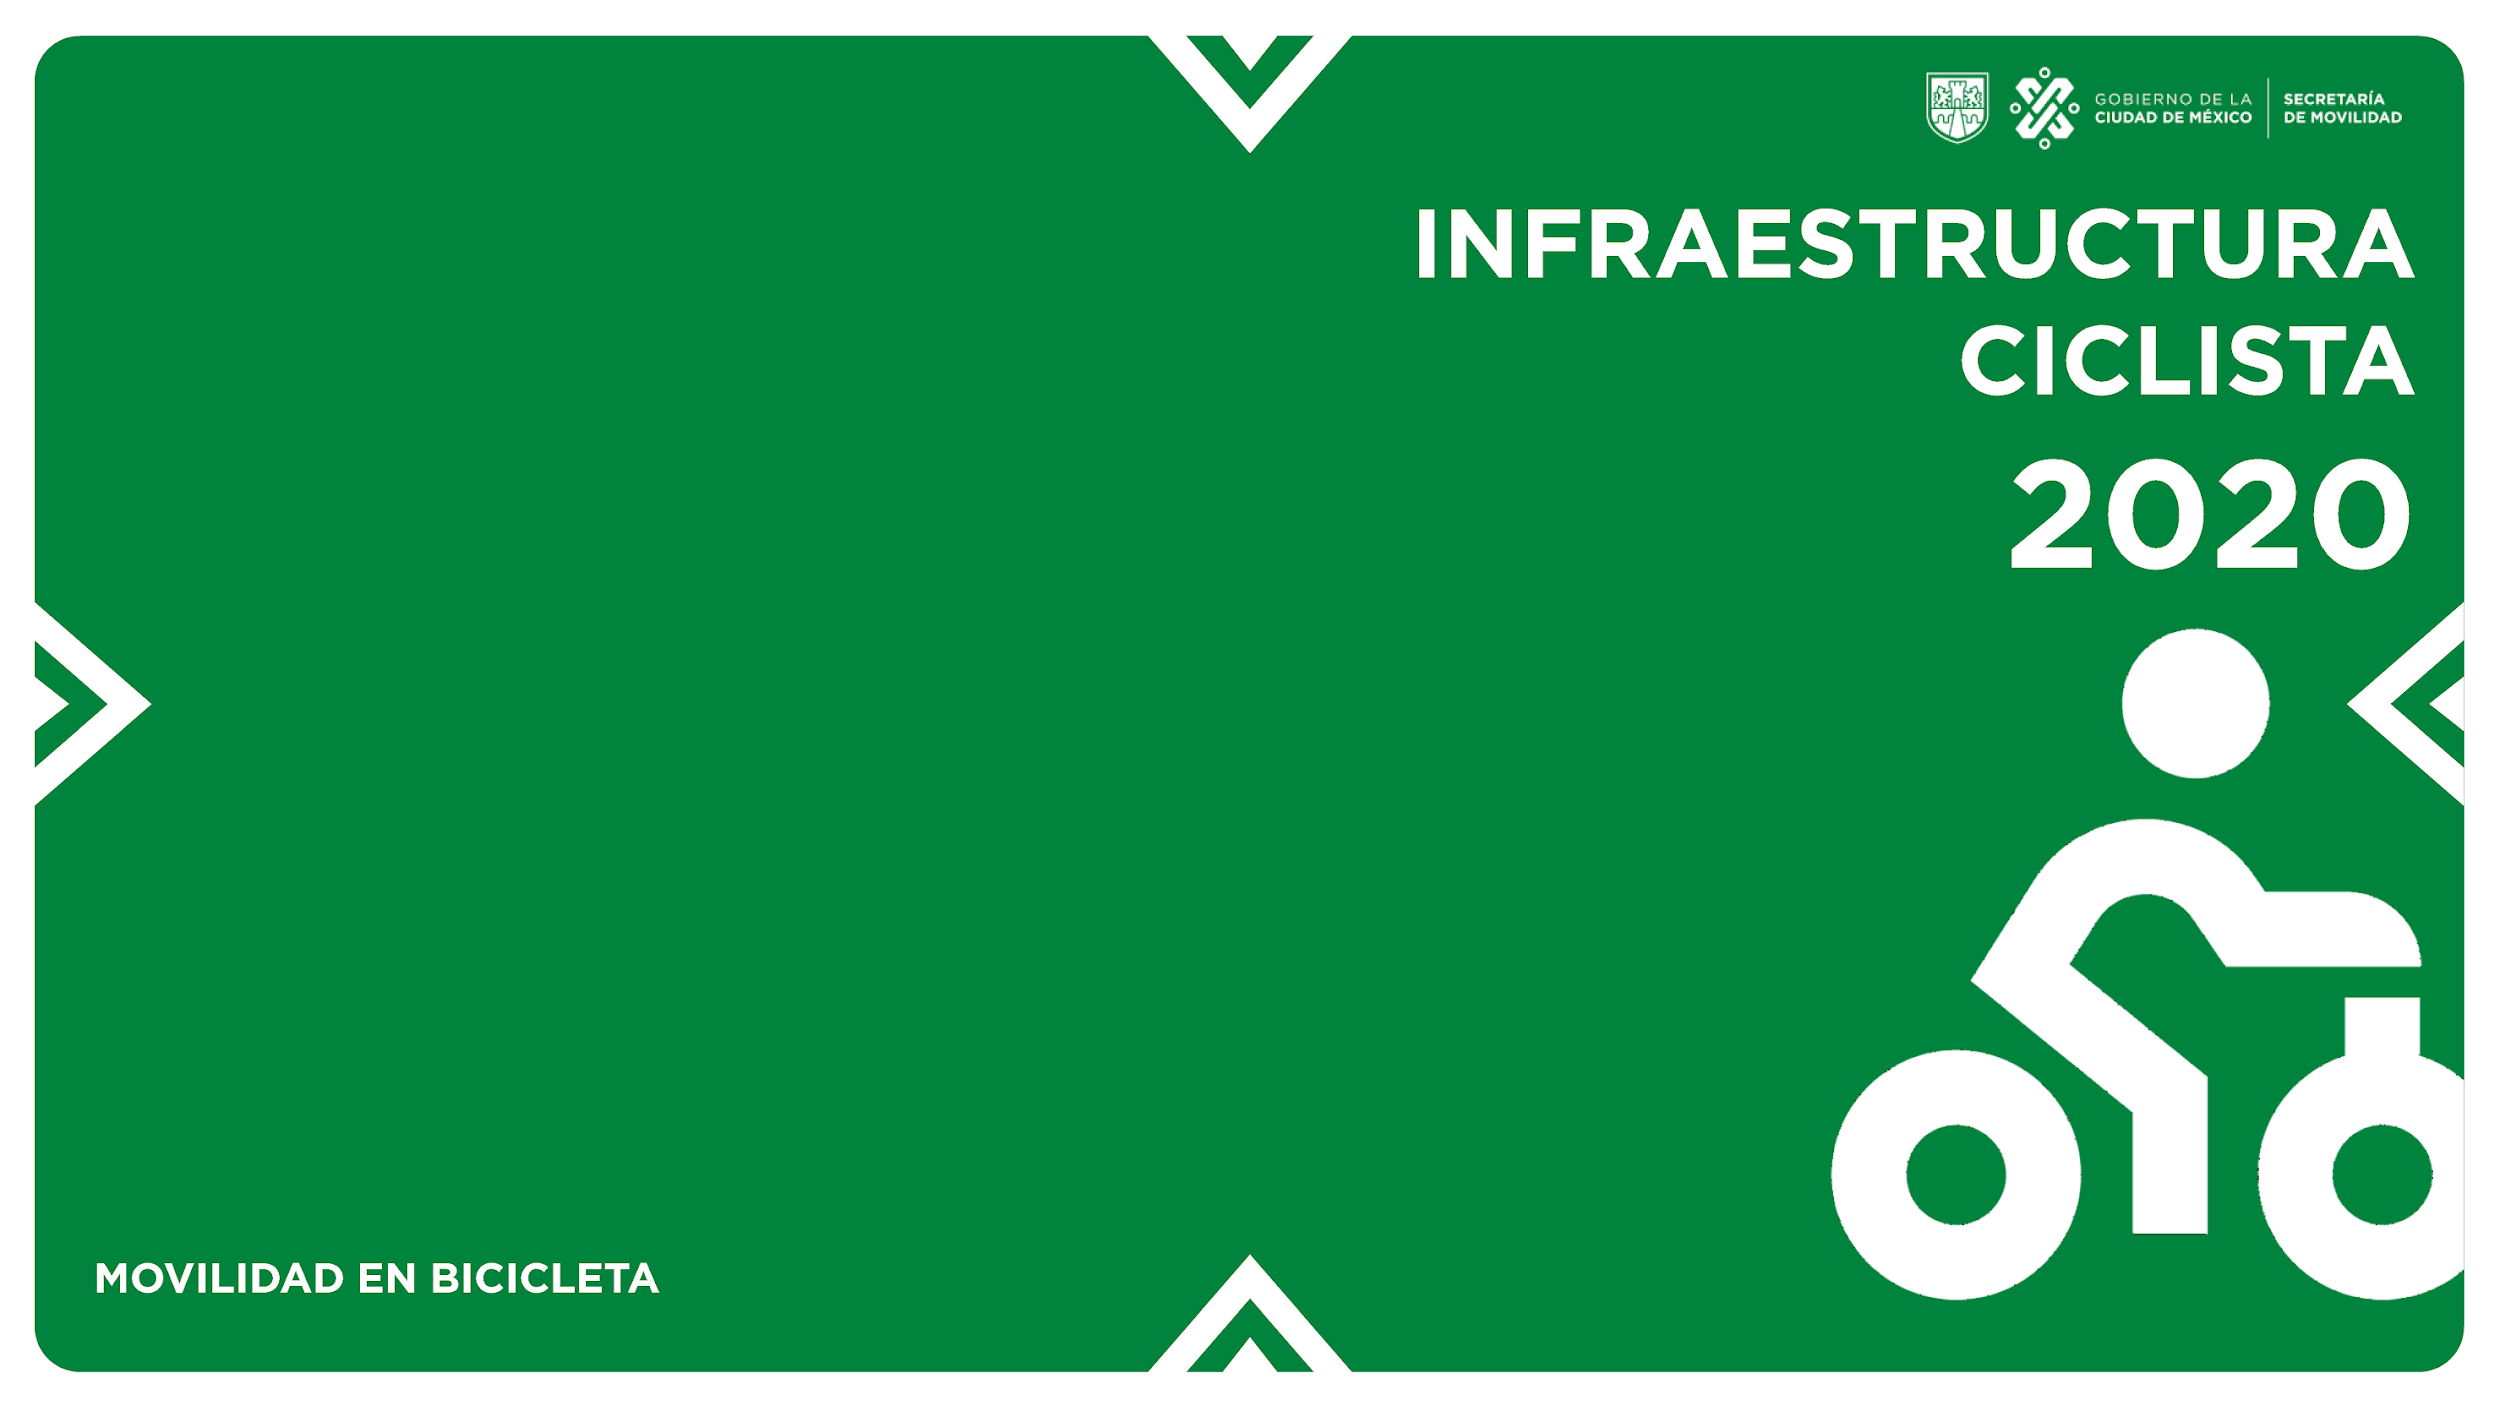 GOBIERNO DE LA
CIUDAD DE MÉXICO
SECRETARÍA
DE MOVILIDAD
INFRAESTRUCTURA
CICLISTA
2020
MOVILIDAD EN BICICLETA